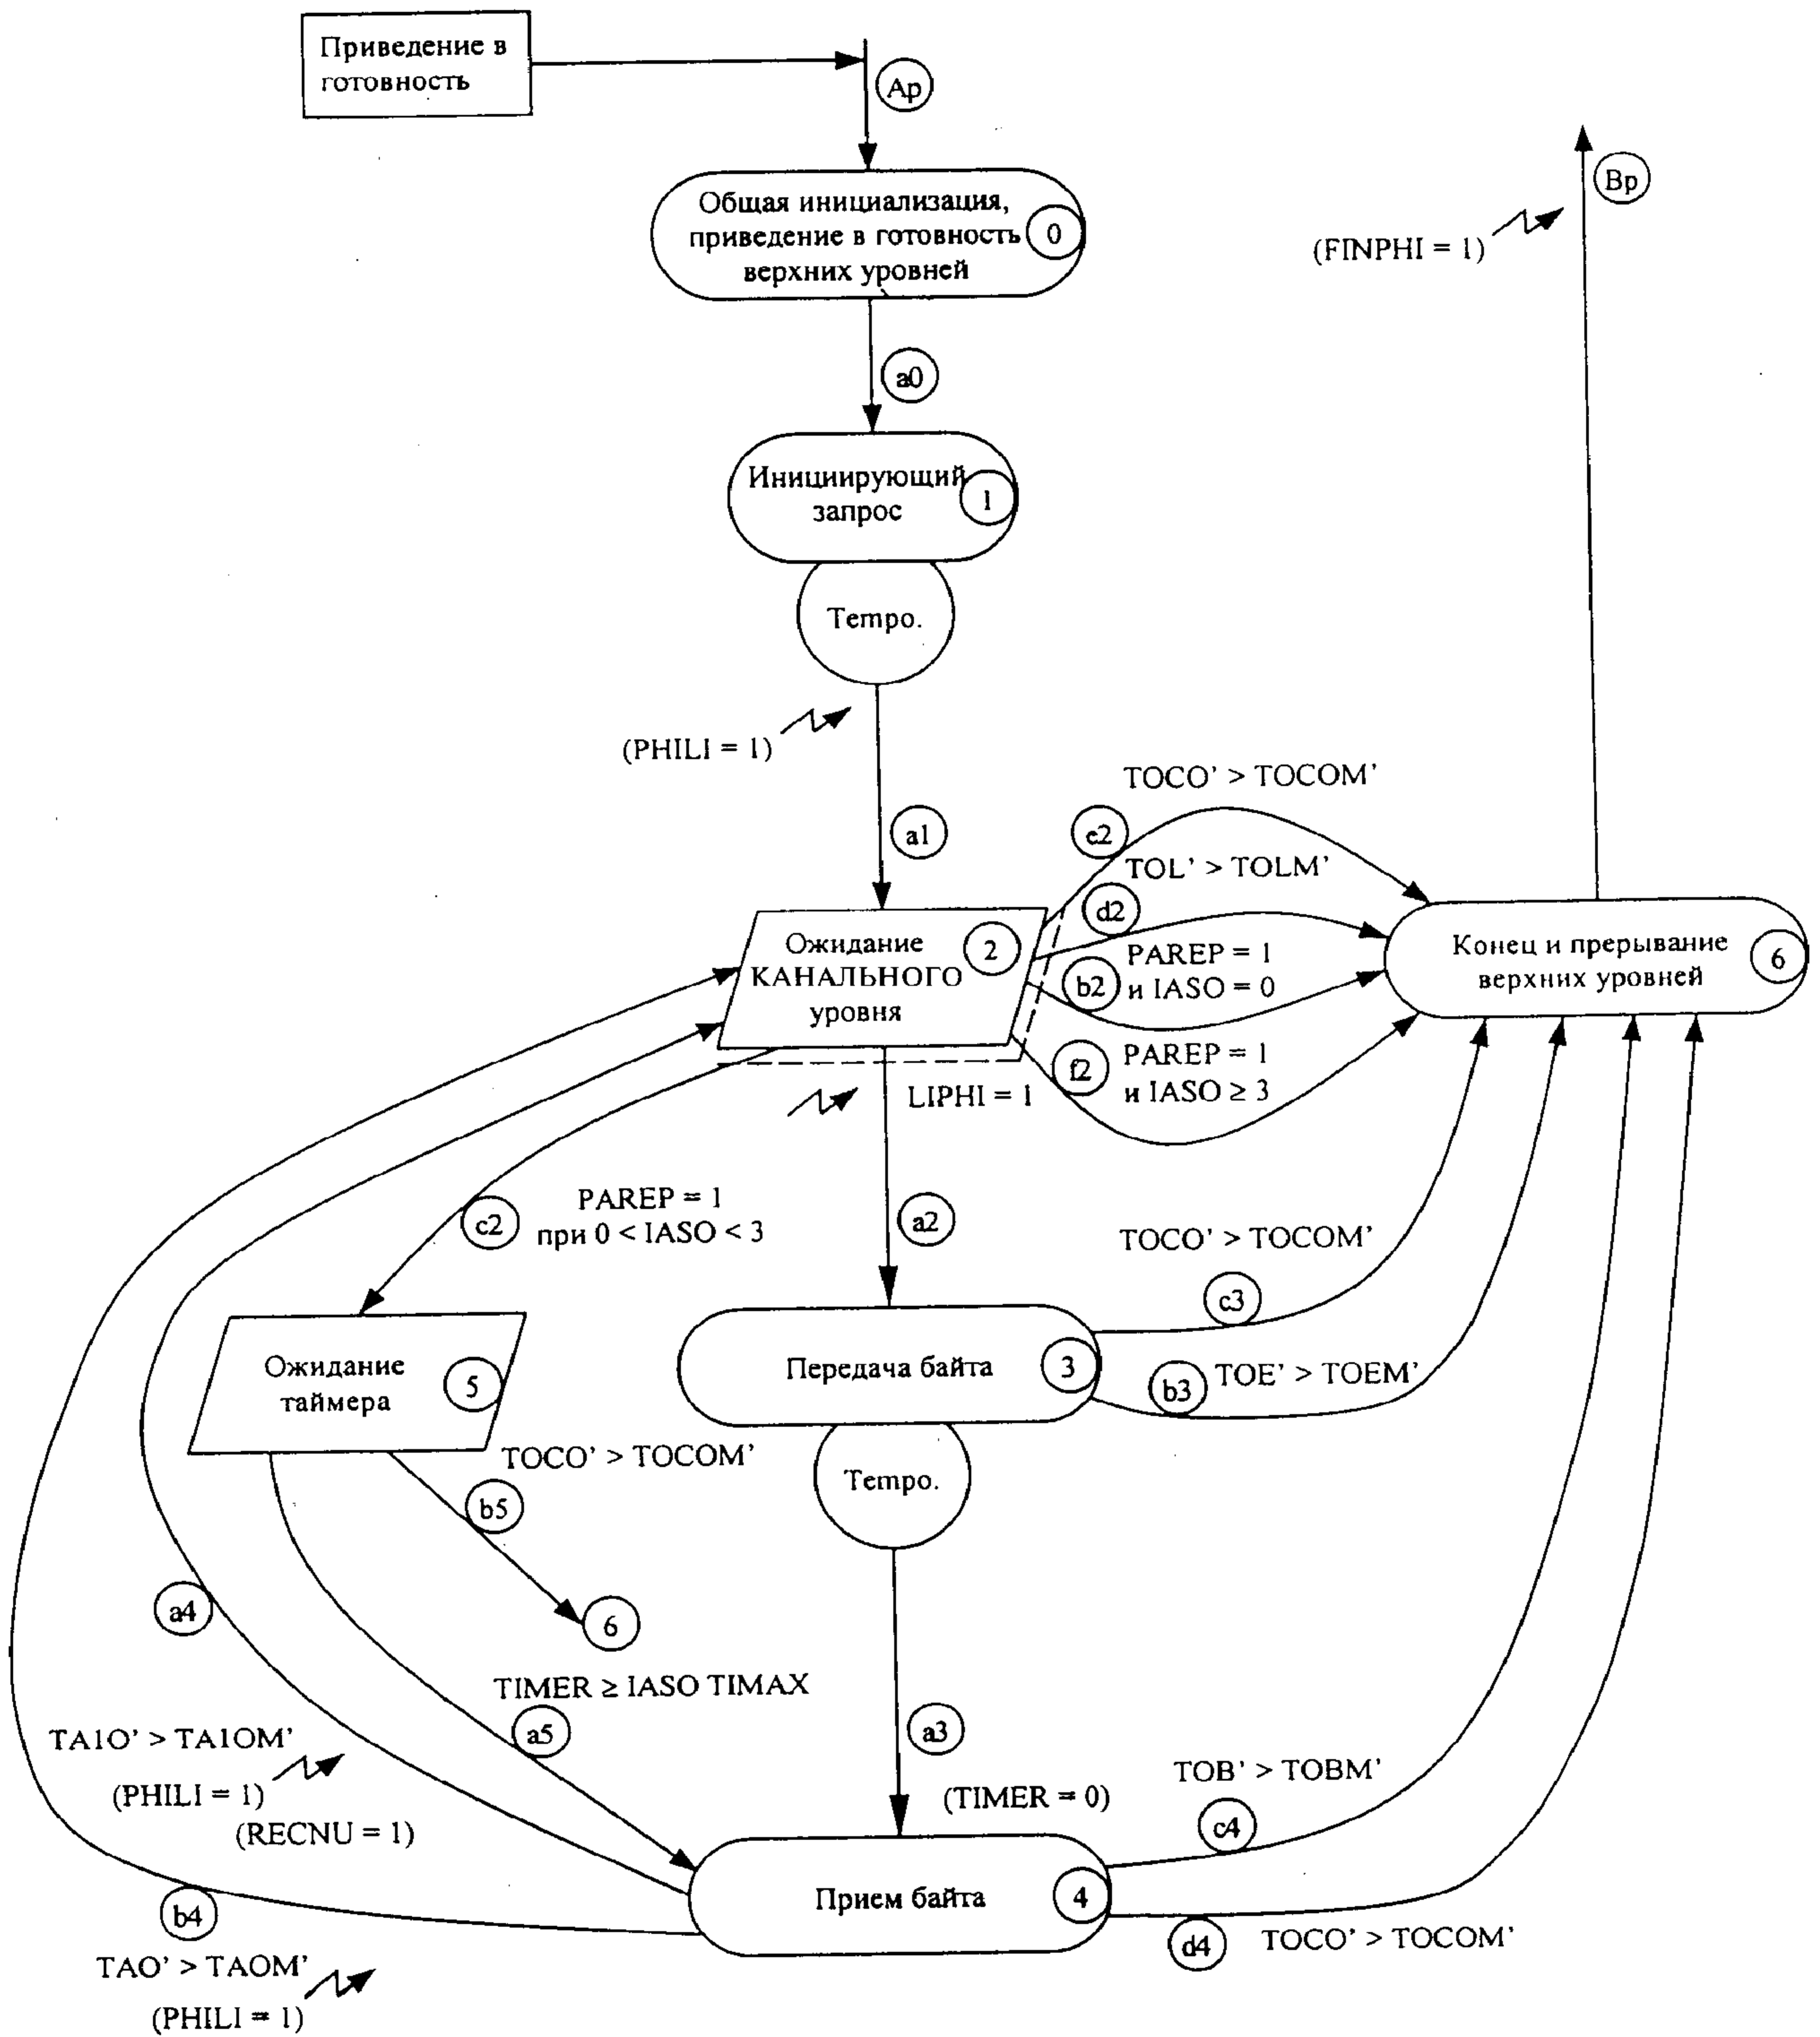 Приведение в
готовность
Ap
Общая инициализация,
приведение в готовность
верхних уровней
0
Bp
(FINPHI = 1)
a0
Инициирующий
запрос
1
Tempo.
(PHILI = 1)
a1
TOCO' > TOCOM'
e2
TOL' > TOLM'
d2
Ожидание
КАНАЛЬНОГО
уровня
2
PAREP = 1
и IASO = 0
b2
Конец и прерывание
верхних уровней
6
f2
PAREP = 1
и IASO ≥ 3
LIPHI = 1
c2
PAREP = 1
при 0 < IASO < 3
a2
TOCO' > TOCOM'
c3
Ожидание
таймера
5
Передача байта
3
b3
TOE' > TOEM'
TOCO' > TOCOM'
b5
Tempo.
a4
6
TIMER ≥ IASO TIMAX
a5
a3
TA1O' > TA1OM'
(PHILI = 1)
(RECNU = 1)
(TIMER = 0)
TOB' > TOBM'
c4
Прием байта
4
b4
d4
TOCO' > TOCOM'
TAO' > TAOM'
(PHILI = 1)